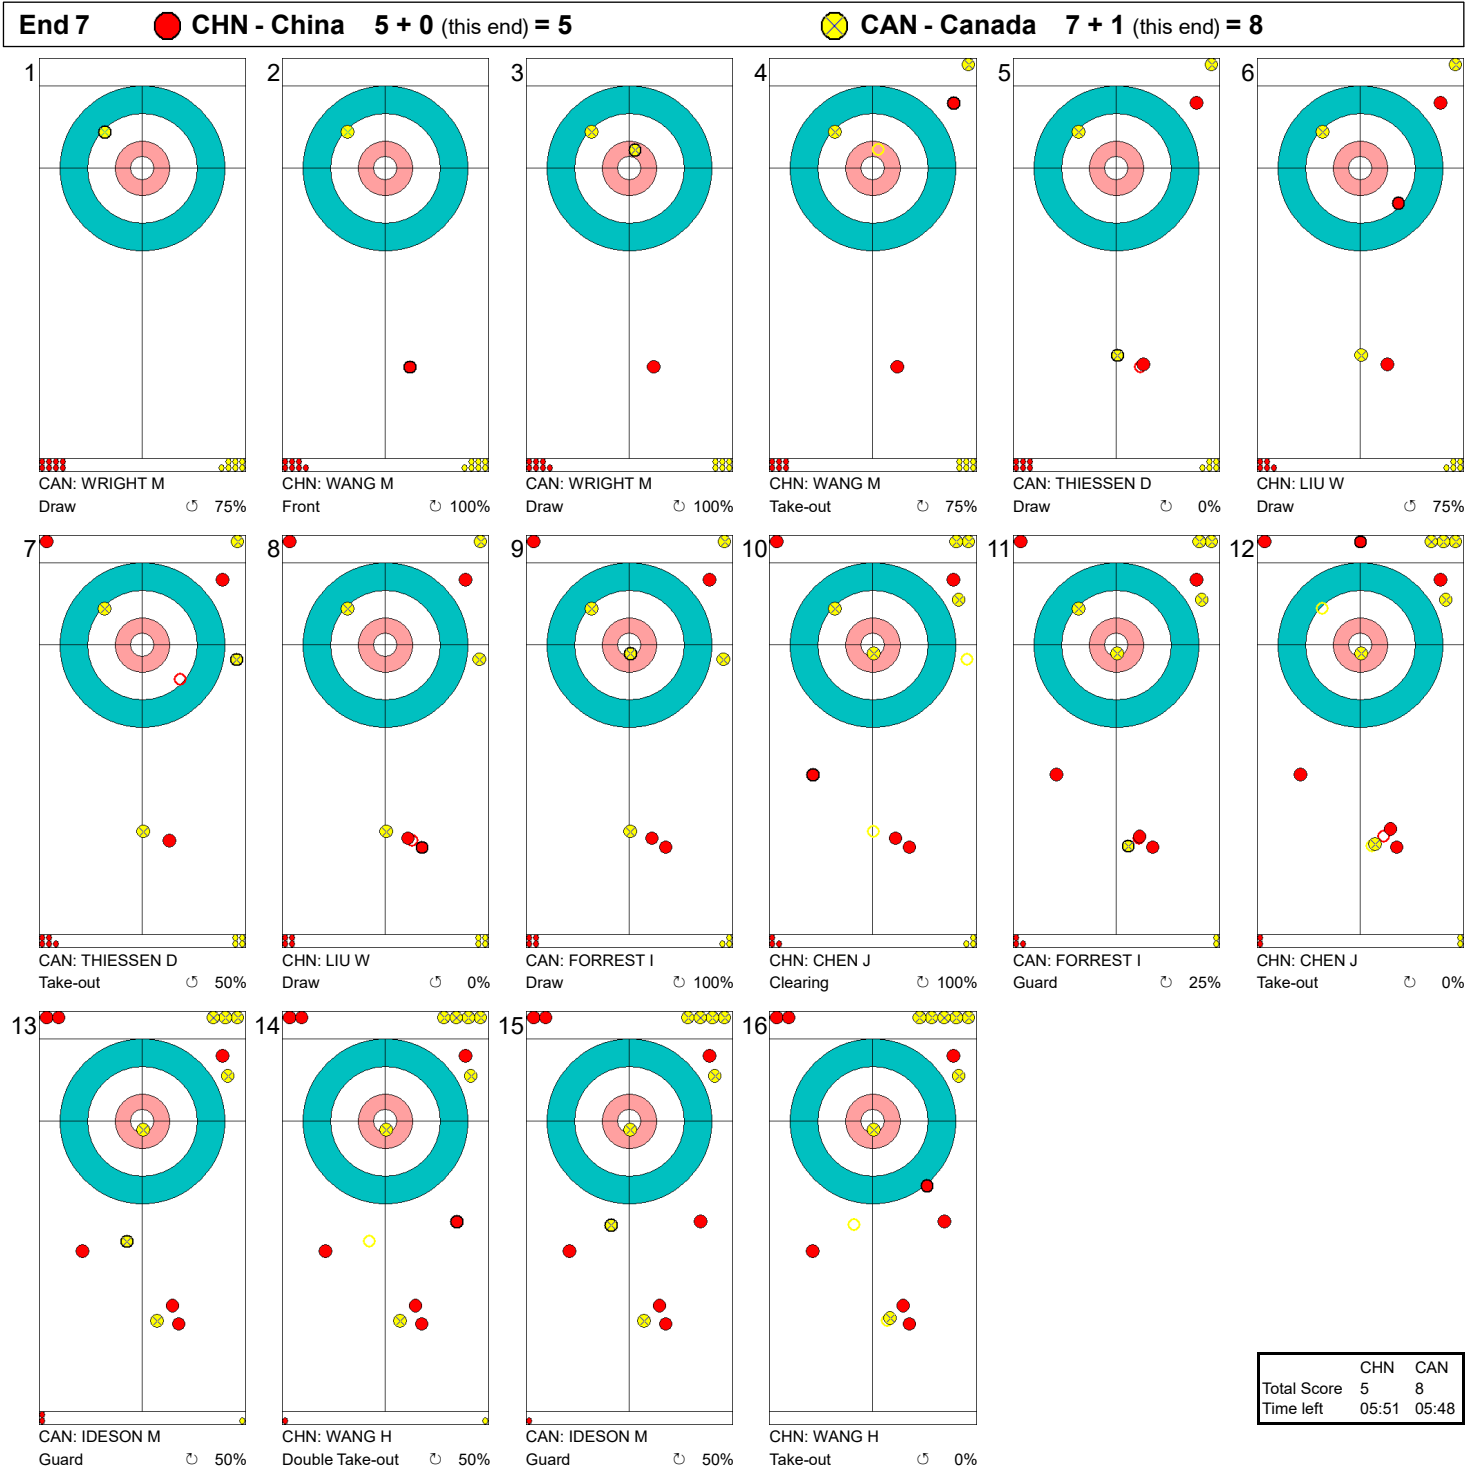 End 7 CHN - China 5 + 0 (this end) = 5 CAN - Canada 7 + 1 (this end) = 8
1 2 3 4 5 6
CAN: WRIGHT M CHN: WANG M CAN: WRIGHT M CHN: WANG M CAN: THIESSEN D CHN: LIU W
Draw ↺ 75% Front ↻ 100% Draw ↻ 100% Take-out ↻ 75% Draw ↻ 0% Draw ↺ 75%
7 8 9 10 11 12
CAN: THIESSEN D CHN: LIU W CAN: FORREST I CHN: CHEN J CAN: FORREST I CHN: CHEN J
Take-out ↺ 50% Draw ↻ 0% Draw ↻ 100% Clearing ↻ 100% Guard ↻ 25% Take-out ↻ 0%
13 14 15 16
CAN: IDESON M CHN: WANG H CAN: IDESON M CHN: WANG H
Guard ↻ 50% Double Take-out ↻ 50% Guard ↻ 50% Take-out ↻ 0%
CHN CAN
Total Score 5 8
Time left 05:51 05:48